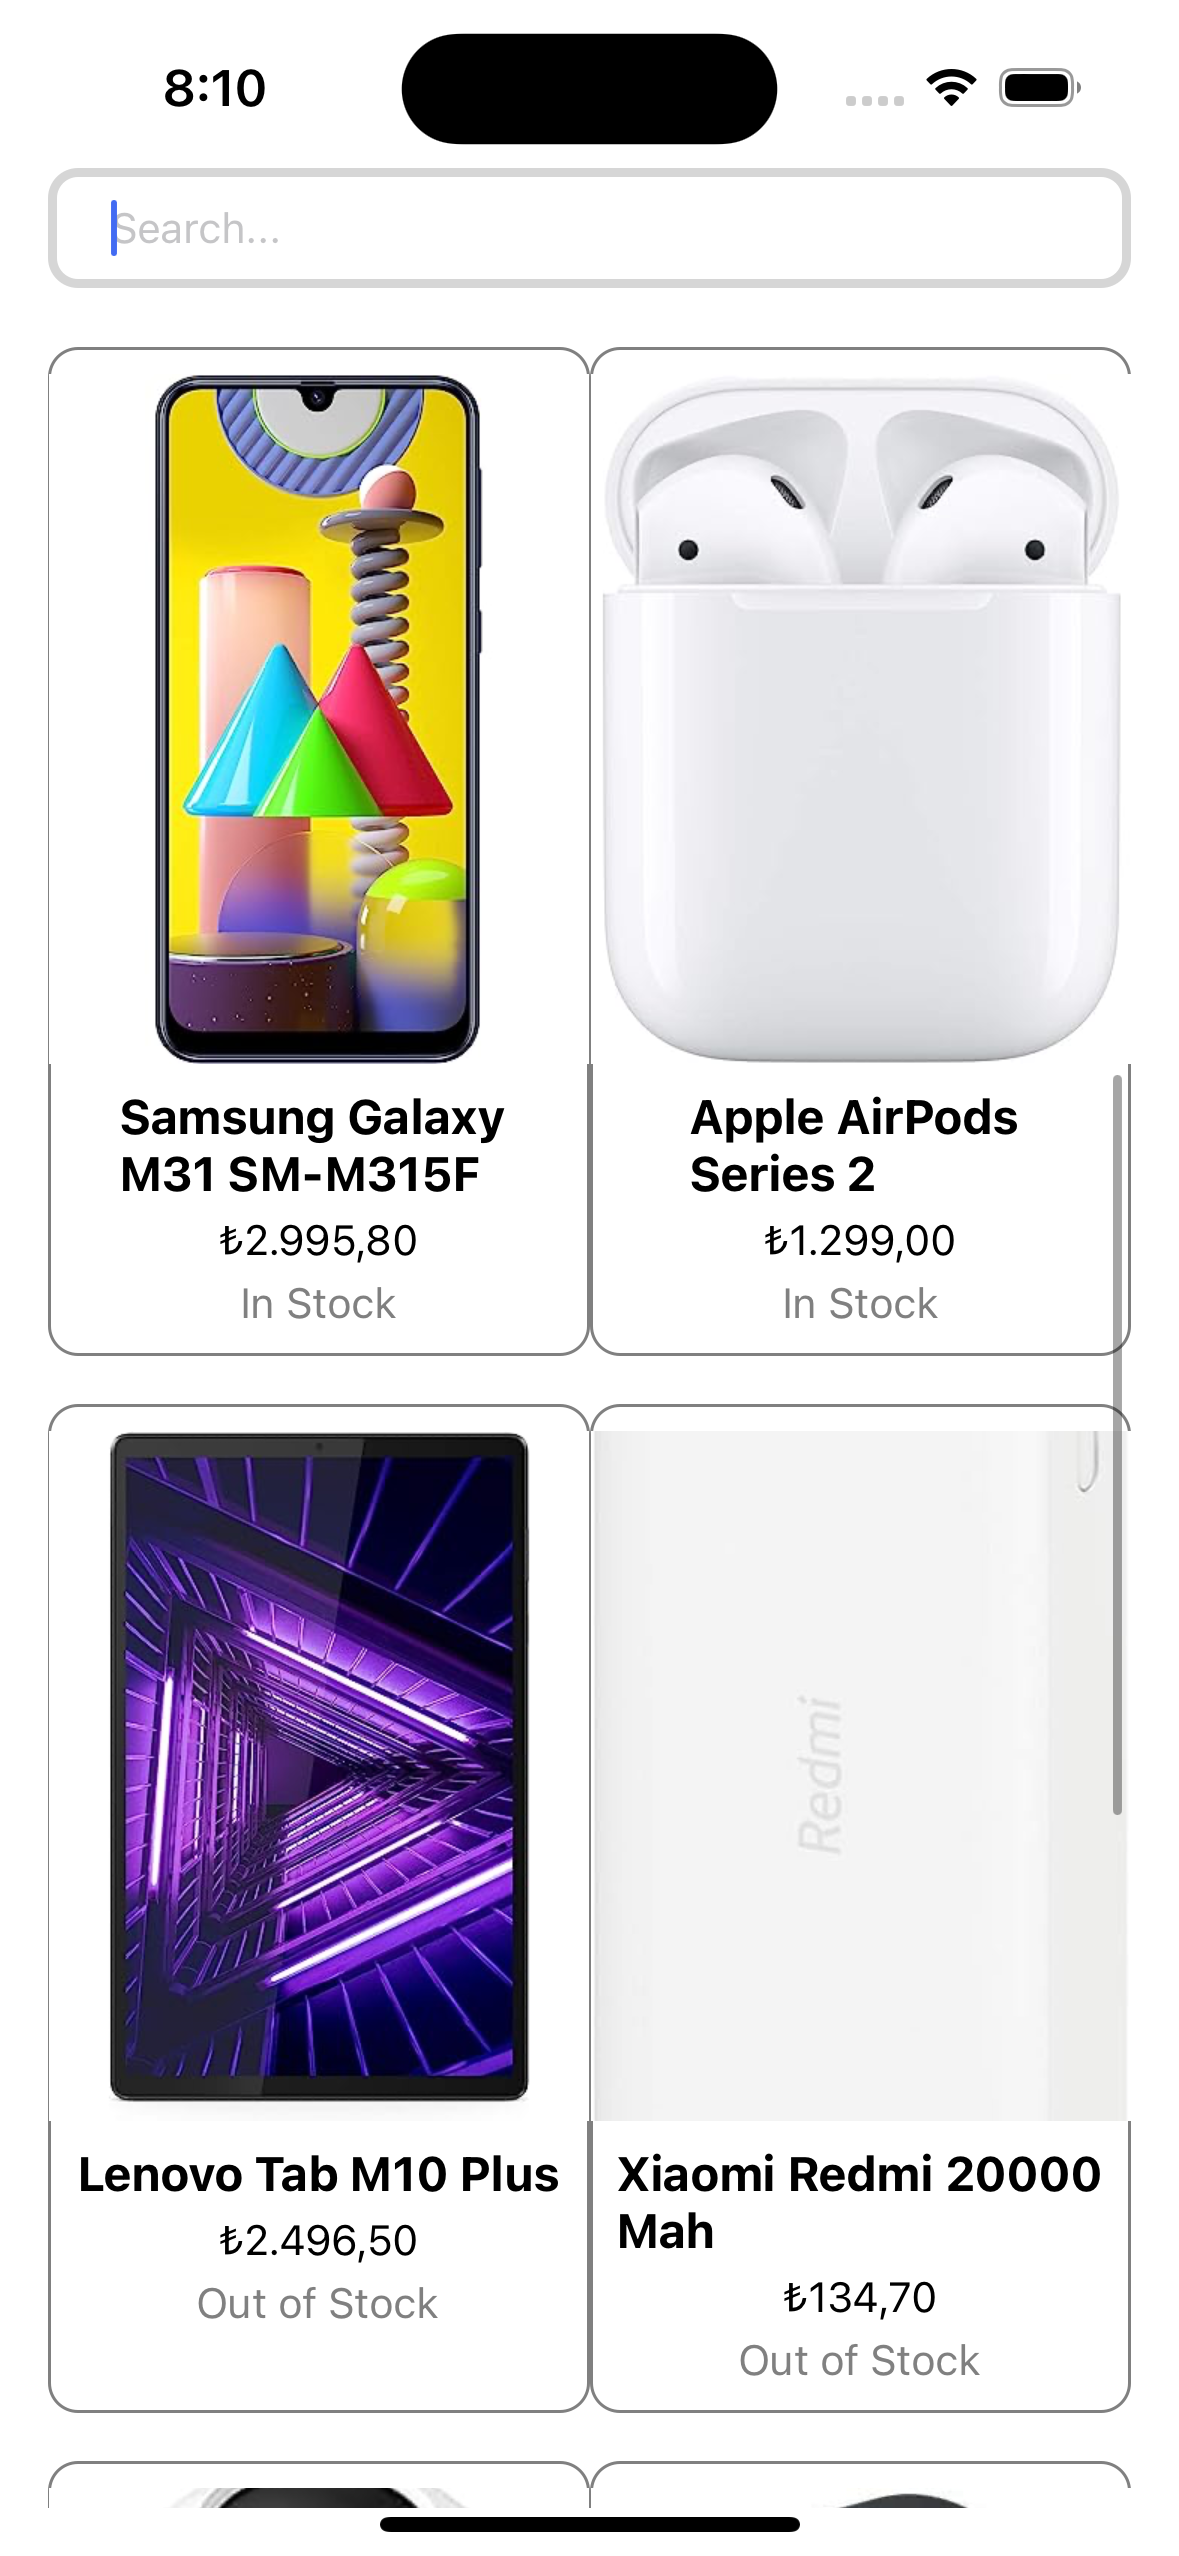 8:10
Search...
Samsung Galaxy
M31 SM-M315F
₺2.995,80
In Stock
Apple AirPods
Series 2
₺1.299,00
In Stock
Redmi
Lenovo Tab M10 Plus
₺2.496,50
Out of Stock
Xiaomi Redmi 20000
Mah
₺134,70
Out of Stock